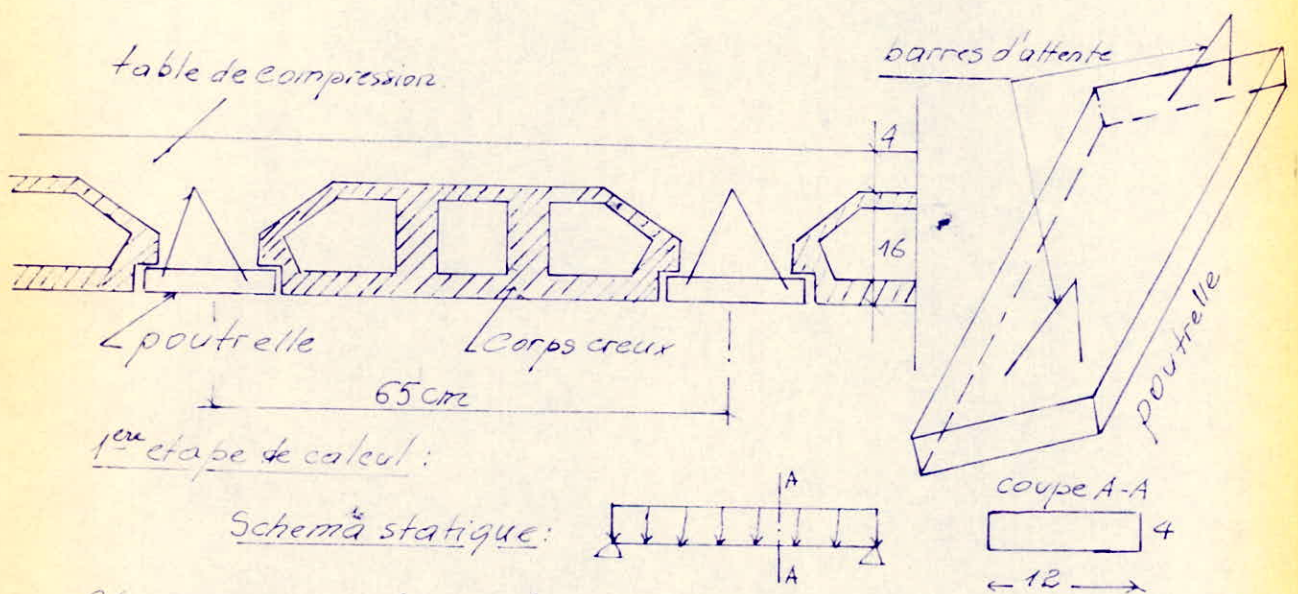 table de compression.
barres d'attente
4
16
poutrelle
Corps creux
poutrelle
65 cm
1ere etape de calcul :
Schema statique :
A
A
coupe A-A
4
12